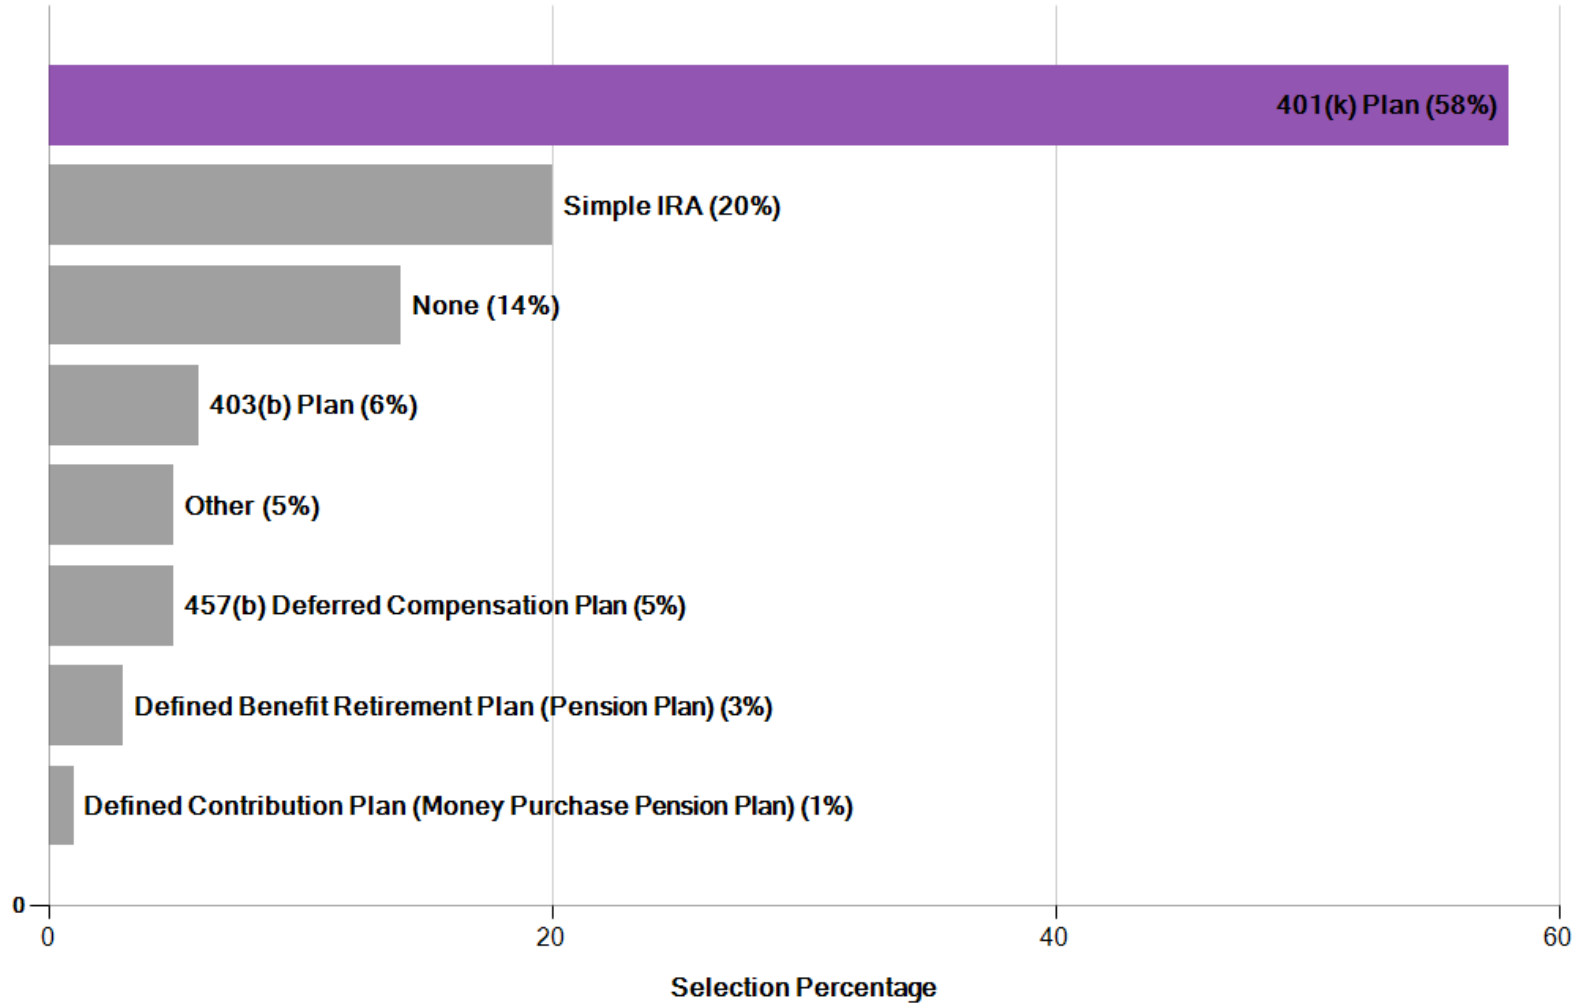 401(k) Plan (58%)
Simple IRA (20%)
None (14%)
403(b) Plan (6%)
Other (5%)
457(b) Deferred Compensation Plan (5%)
Defined Benefit Retirement Plan (Pension Plan) (3%)
Defined Contribution Plan (Money Purchase Pension Plan) (1%)
0
0 20 40 60
Selection Percentage